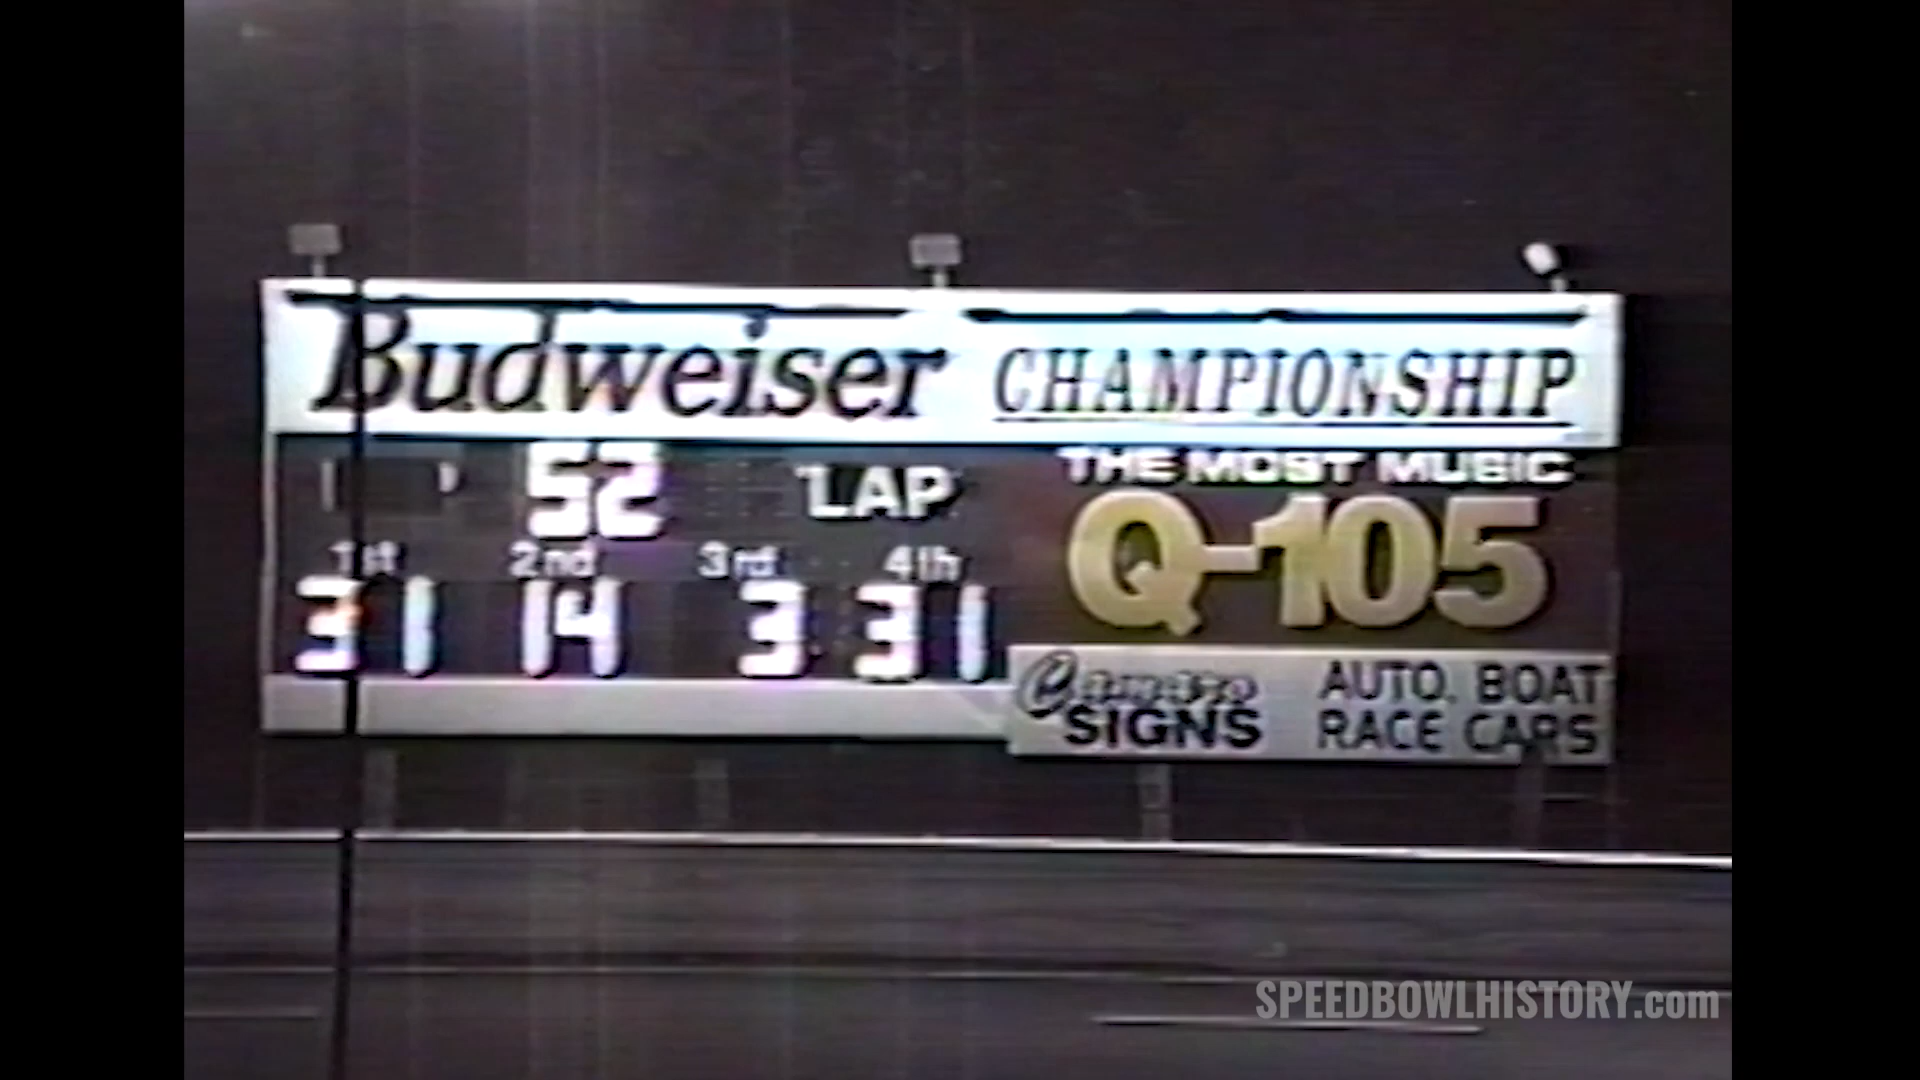 Budweiser CHAMPIONSHIP
52 LAP
THE MOST MUSIC
Q-105
1st 2nd 3rd 4th
31 14 3 31
Camaro SIGNS
AUTO. BOAT
RACE CARS
SPEEDBOWLHISTORY.com